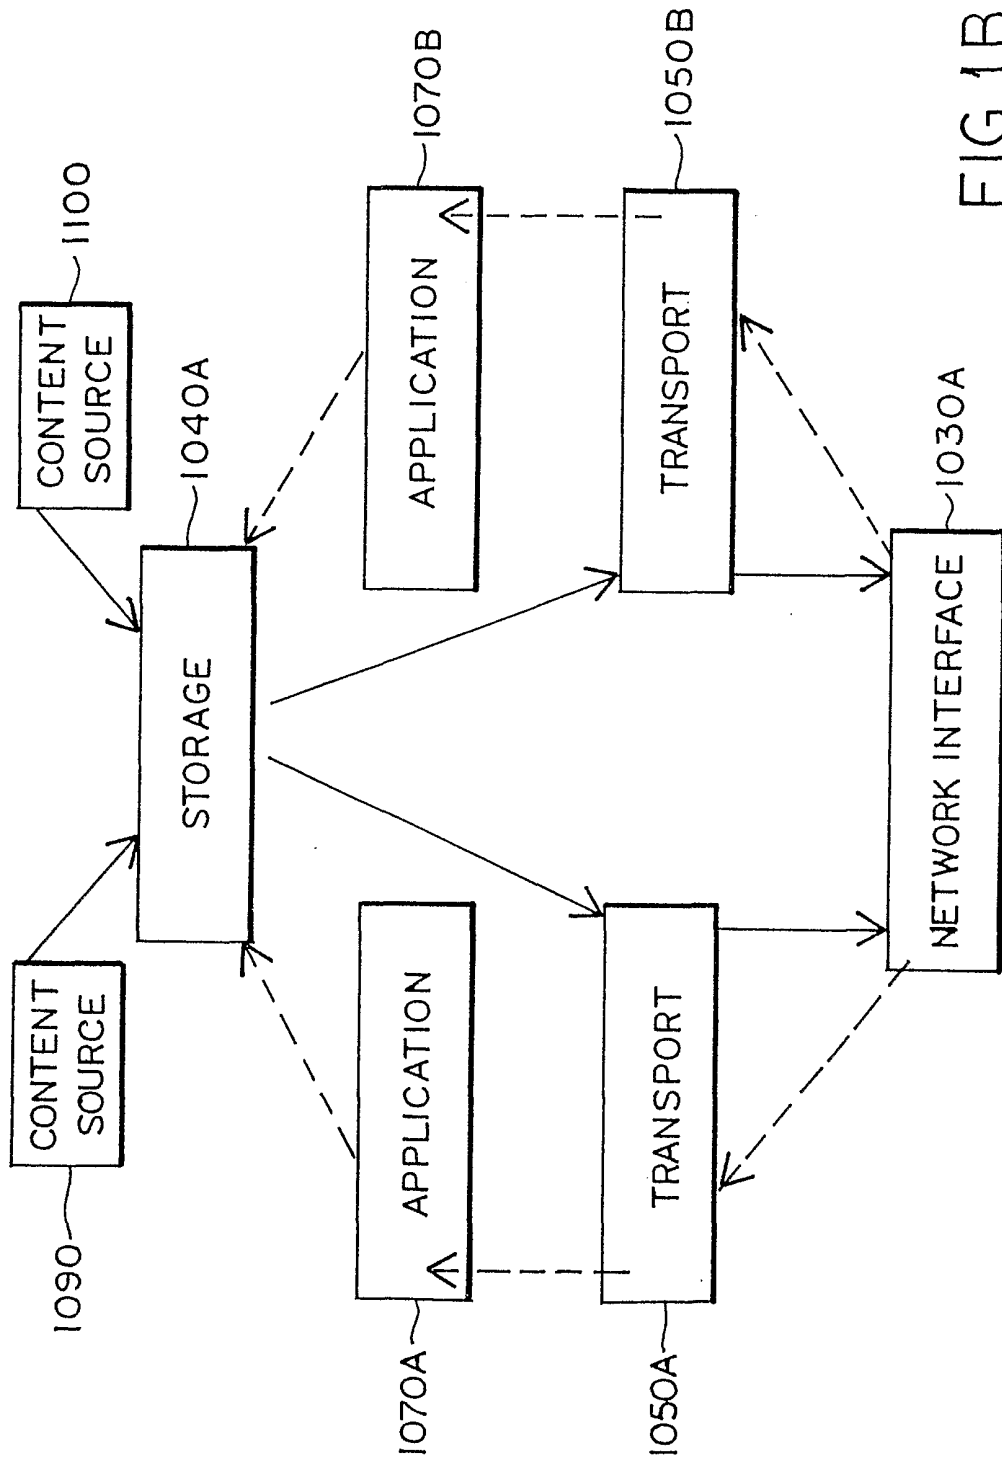 1090
CONTENT
SOURCE
CONTENT
SOURCE
1100
STORAGE
1040A
1070A
APPLICATION
APPLICATION
1070B
1050A
TRANSPORT
TRANSPORT
1050B
NETWORK INTERFACE
1030A
FIG. 1B